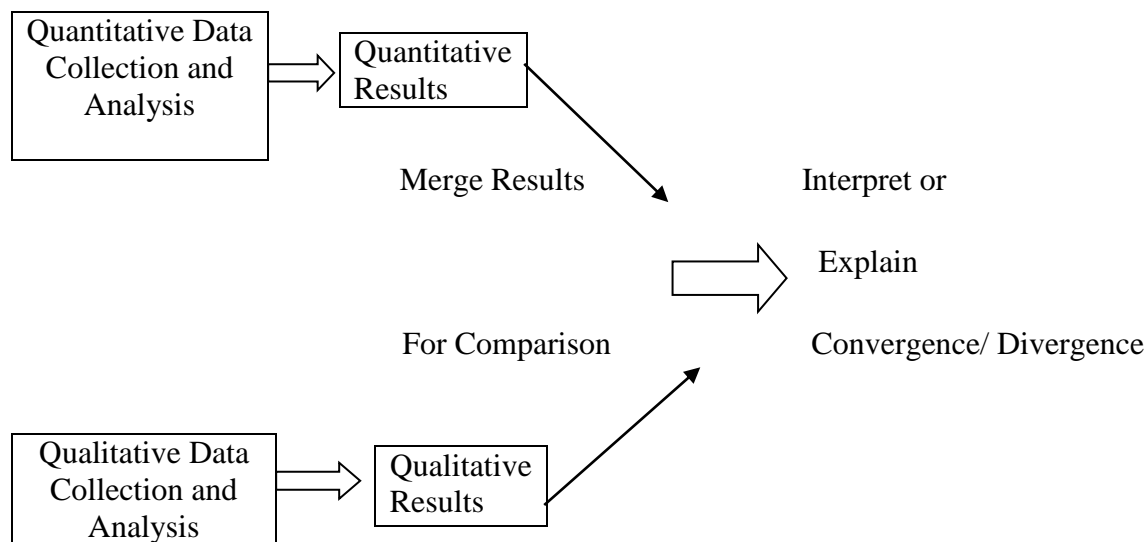 Quantitative Data
Collection and
Analysis
Quantitative
Results
Merge Results
Interpret or
Explain
For Comparison
Convergence/ Divergence
Qualitative Data
Collection and
Analysis
Qualitative
Results